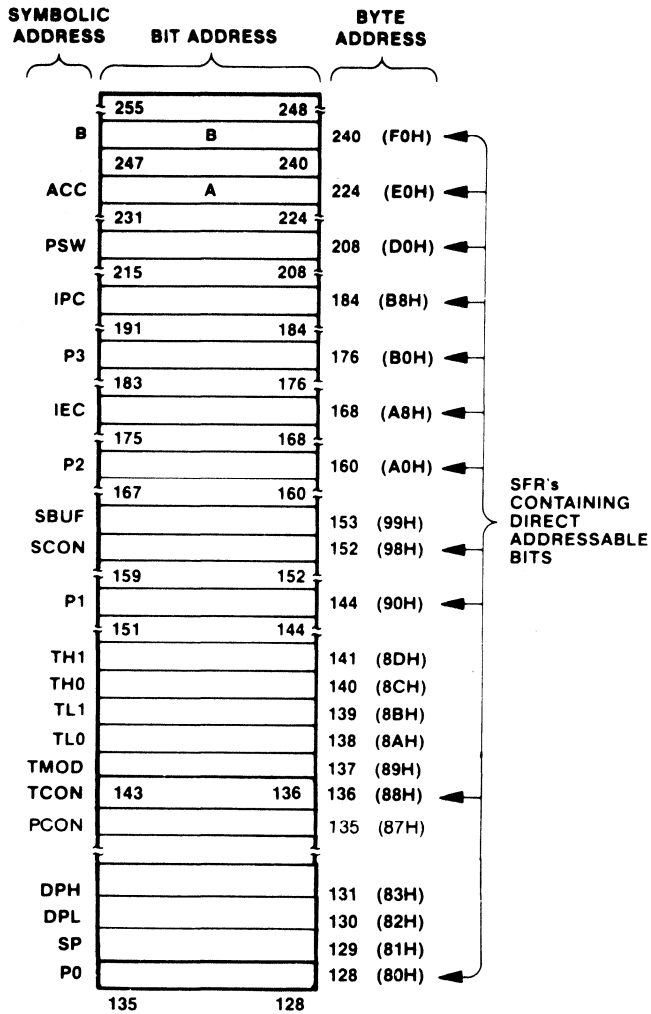 SYMBOLIC ADDRESS BIT ADDRESS BYTE ADDRESS
255 248
B B 240 (F0H)
247 240
ACC A 224 (E0H)
231 224
PSW 208 (D0H)
215 208
IPC 184 (B8H)
191 184
P3 176 (B0H)
183 176
IEC 168 (A8H)
175 168
P2 160 (A0H)
167 160
SBUF 153 (99H)
SCON 152 (98H)
159 152
P1 144 (90H)
151 144
TH1 141 (8DH)
TH0 140 (8CH)
TL1 139 (8BH)
TL0 138 (8AH)
TMOD 137 (89H)
TCON 143 136 136 (88H)
PCON 135 (87H)
DPH 131 (83H)
DPL 130 (82H)
SP 129 (81H)
P0 128 (80H)
135 128
SFR's
CONTAINING
DIRECT
ADDRESSABLE
BITS